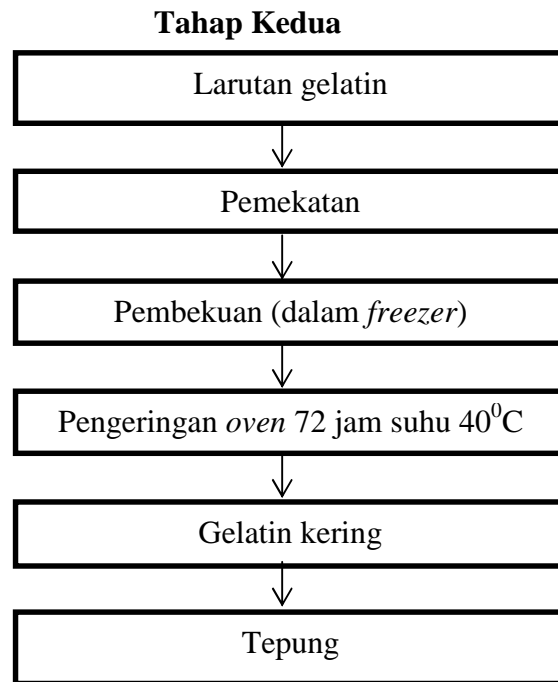 Tahap Kedua
Larutan gelatin
Pemekatan
Pembekuan (dalam freezer)
Pengeringan oven 72 jam suhu 40⁰C
Gelatin kering
Tepung